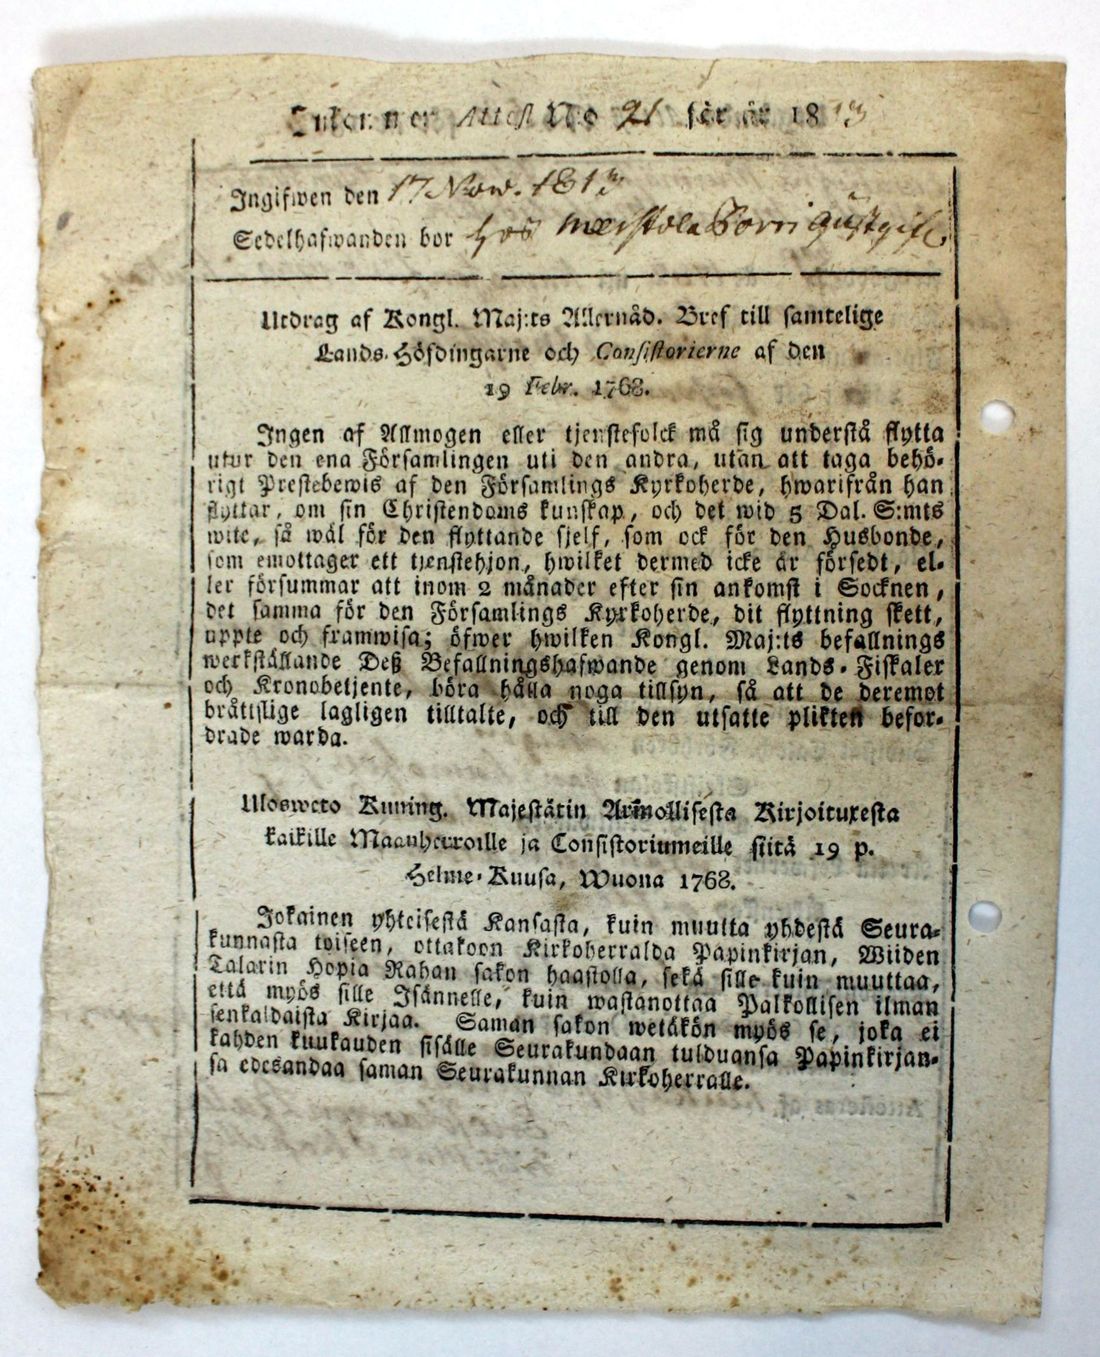 Inkommen Attest N:o 21 för år 1813
Ingifwen den 17 Now. 1813
Sedelhafwanden bor hos
Utdrag af Kongl. Maj:ts Allernåd. Bref till samtelige
Lands-Höfdingarne och Consistorierne af den
19 Febr. 1768.
Ingen af Allmogen eller tjenstefolck må sig understå flytta
utur den ena Församlingen uti den andra, utan att taga behö-
rigt Prestebewis af den Församlings Kyrkoherde, hwarifrån han
flyttar, om sin Christendoms kunskap, och det wid 5 Dal. S:mts
wite, så wäl för den flyttande sjelf, som ock för den Husbonde,
som emottager ett tjenstehjon, hwilket dermed icke är försedt, el-
ler försummar att inom 2 månader efter sin ankomst i Socknen,
det samma för den Församlings Kyrkoherde, dit flyttning skett,
uppte och framwisa; öfwer hwilken Kongl. Maj:ts befallnings
werkställande Deß Befallningshafwande genom Lands-Fiskaler
och Kronobetjente, böra hålla noga tillsyn, så att de deremot
bråttslige lagligen tilltalte, och till den utsatte plikten befor-
drade warda.
Ulosweto Kuning. Majestätin Armollisesta Kirjoituxesta
kaikille Maanherroille ja Consistoriumeille siitä 19 p.
Helme-Kuusa, Wuona 1768.
Jokainen yhteisestä Kansasta, kuin muutta yhdestä Seura-
kunnasta toiseen, ottakoon Kirkoherralda Papinkirjan, Wiiden
Talarin Hopia Rahan sakon haastolla, sekä sille kuin muuttaa,
että myös sille Isännelle, kuin wastanottaa Palkollisen ilman
senkaldaista Kirjaa. Saman sakon wetäkön myös se, joka ei
kahden kuukauden sisälle Seurakundaan tulduansa Papinkirjan-
sa edesandaa saman Seurakunnan Kirkoherralle.